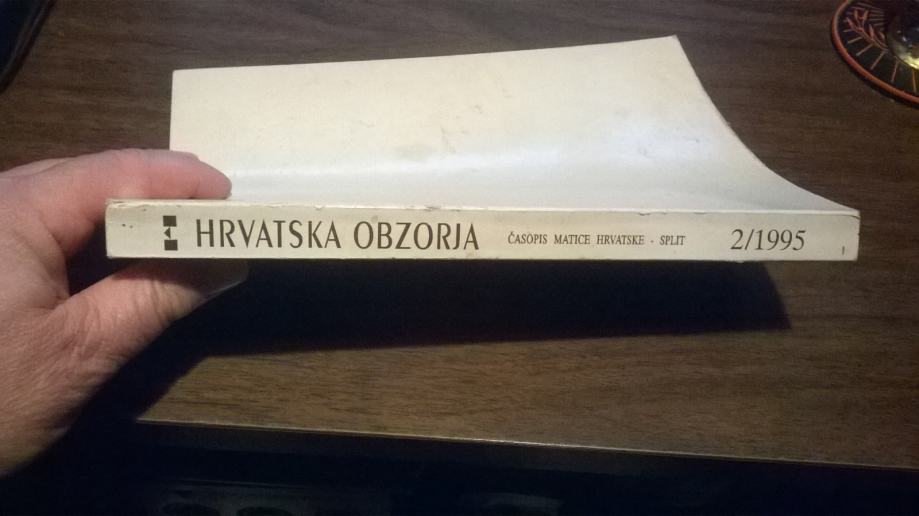 HRVATSKA OBZORJA ČASOPIS MATICE HRVATSKE · SPLIT 2/1995